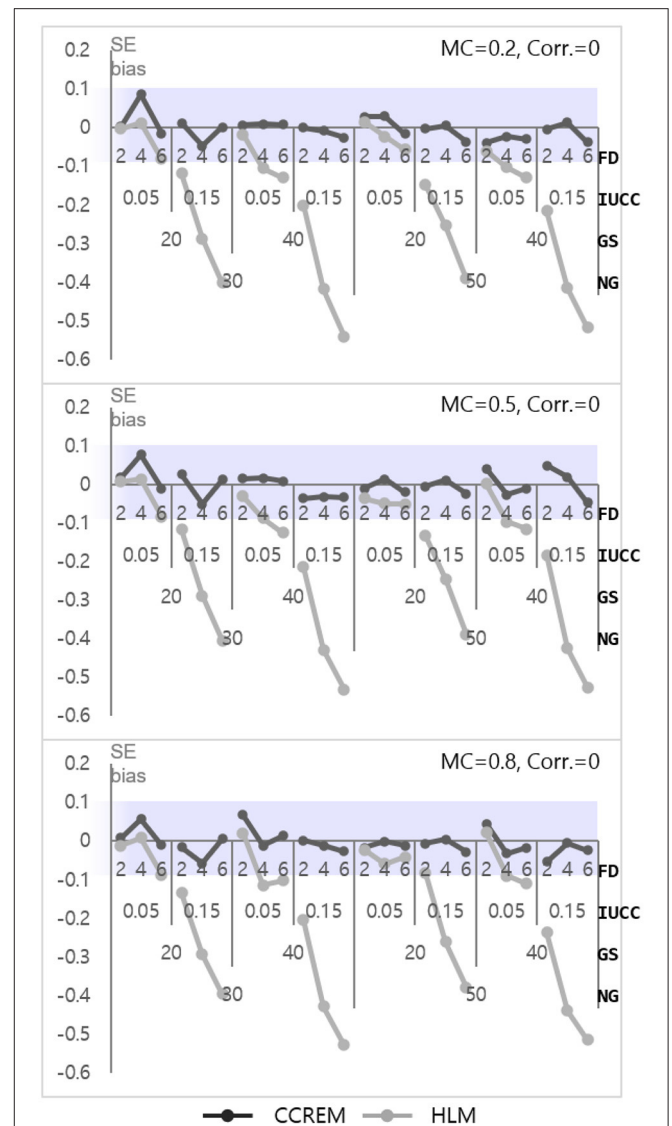 SE
bias
MC=0.2, Corr.=0
0.2
0.1
0
-0.1
-0.2
-0.3
-0.4
-0.5
-0.6
2 4 6 2 4 6 2 4 6 2 4 6 2 4 6 2 4 6 2 4 6 2 4 6 FD
0.05 0.15 0.05 0.15 0.05 0.15 0.05 0.15 IUCC
20 40 20 40 GS
30 50 NG
SE
bias
MC=0.5, Corr.=0
0.2
0.1
0
-0.1
-0.2
-0.3
-0.4
-0.5
-0.6
2 4 6 2 4 6 2 4 6 2 4 6 2 4 6 2 4 6 2 4 6 2 4 6 FD
0.05 0.15 0.05 0.15 0.05 0.15 0.05 0.15 IUCC
20 40 20 40 GS
30 50 NG
SE
bias
MC=0.8, Corr.=0
0.2
0.1
0
-0.1
-0.2
-0.3
-0.4
-0.5
-0.6
2 4 6 2 4 6 2 4 6 2 4 6 2 4 6 2 4 6 2 4 6 2 4 6 FD
0.05 0.15 0.05 0.15 0.05 0.15 0.05 0.15 IUCC
20 40 20 40 GS
30 50 NG
CCREM HLM